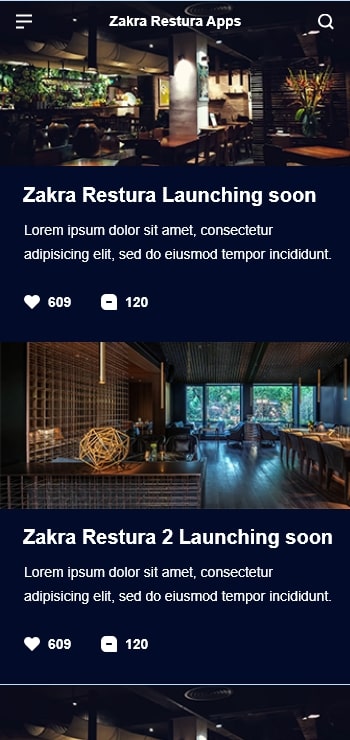 Zakra Restura Apps
Zakra Restura Launching soon
Lorem ipsum dolor sit amet, consectetur
adipisicing elit, sed do eiusmod tempor incididunt.
609 120
Zakra Restura 2 Launching soon
Lorem ipsum dolor sit amet, consectetur
adipisicing elit, sed do eiusmod tempor incididunt.
609 120